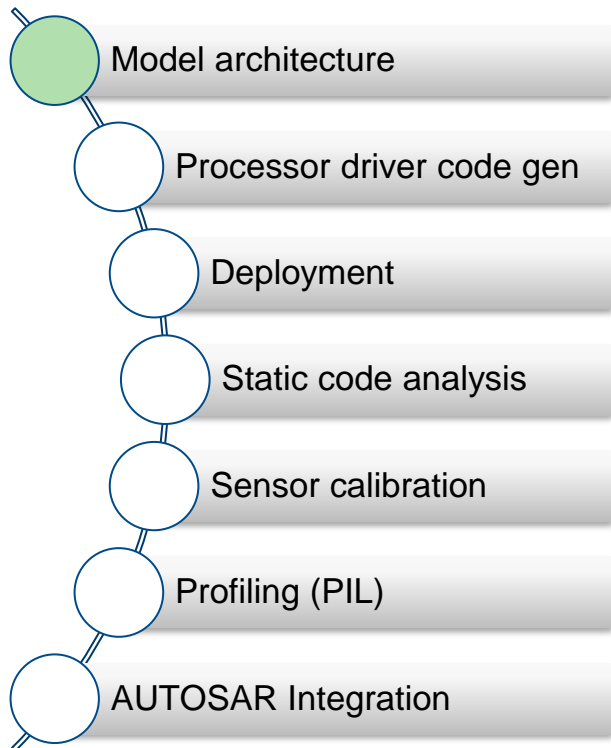 Model architecture
Processor driver code gen
Deployment
Static code analysis
Sensor calibration
Profiling (PIL)
AUTOSAR Integration